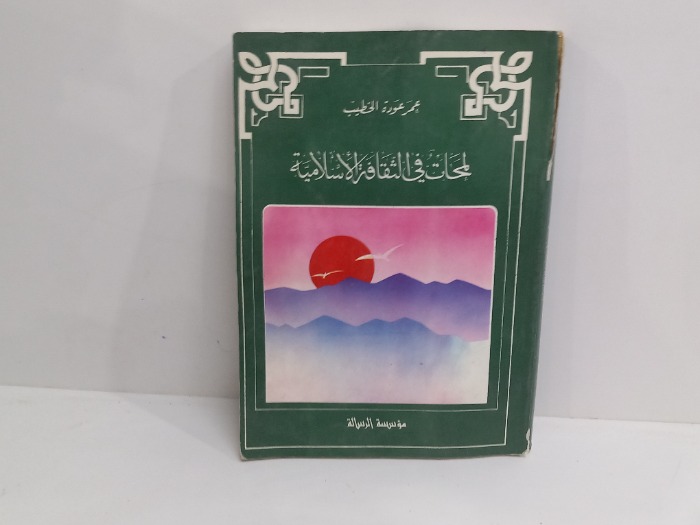 عمر عودة الخطيب
لمحات في الثقافة الإسلامية
مؤسسة الرسالة